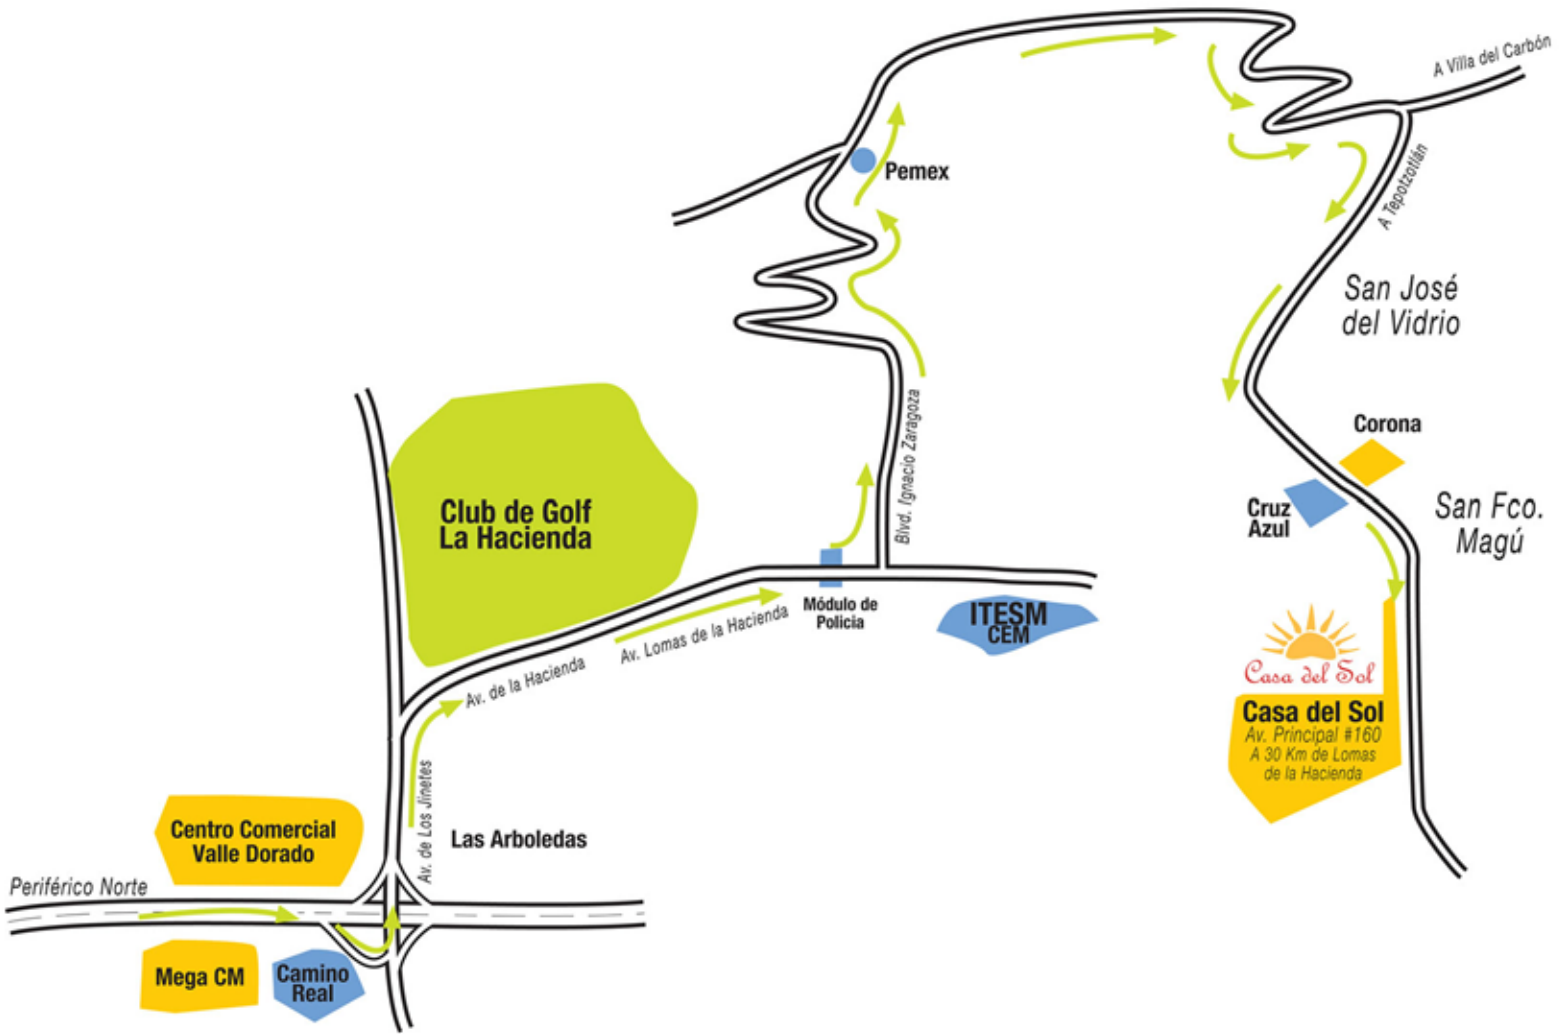 A Villa del Carbón
Pemex
A Tepotzotlán
San José
del Vidrio
Blvd. Ignacio Zaragoza
Corona
Cruz
Azul
San Fco.
Magú
Club de Golf
La Hacienda
Módulo de
Policia
ITESM
CEM
Av. Lomas de la Hacienda
Av. de la Hacienda
Casa del Sol
Casa del Sol
Av. Principal #160
A 30 Km de Lomas
de la Hacienda
Av. de Los Jinetes
Las Arboledas
Centro Comercial
Valle Dorado
Periférico Norte
Mega CM
Camino
Real